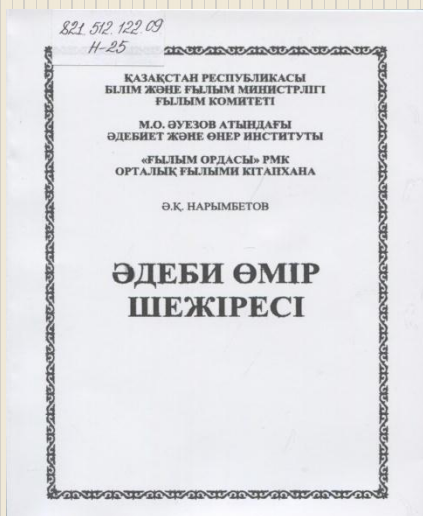 821.512.122.09
Н-25
ҚАЗАҚСТАН РЕСПУБЛИКАСЫ
БІЛІМ ЖӘНЕ ҒЫЛЫМ МИНИСТРЛІГІ
ҒЫЛЫМ КОМИТЕТІ
М.О. ӘУЕЗОВ АТЫНДАҒЫ
ӘДЕБИЕТ ЖӘНЕ ӨНЕР ИНСТИТУТЫ
«ҒЫЛЫМ ОРДАСЫ» РМК
ОРТАЛЫҚ ҒЫЛЫМИ КІТАПХАНА
Ә.Қ. НАРЫМБЕТОВ
ӘДЕБИ ӨМІР
ШЕЖІРЕСІ